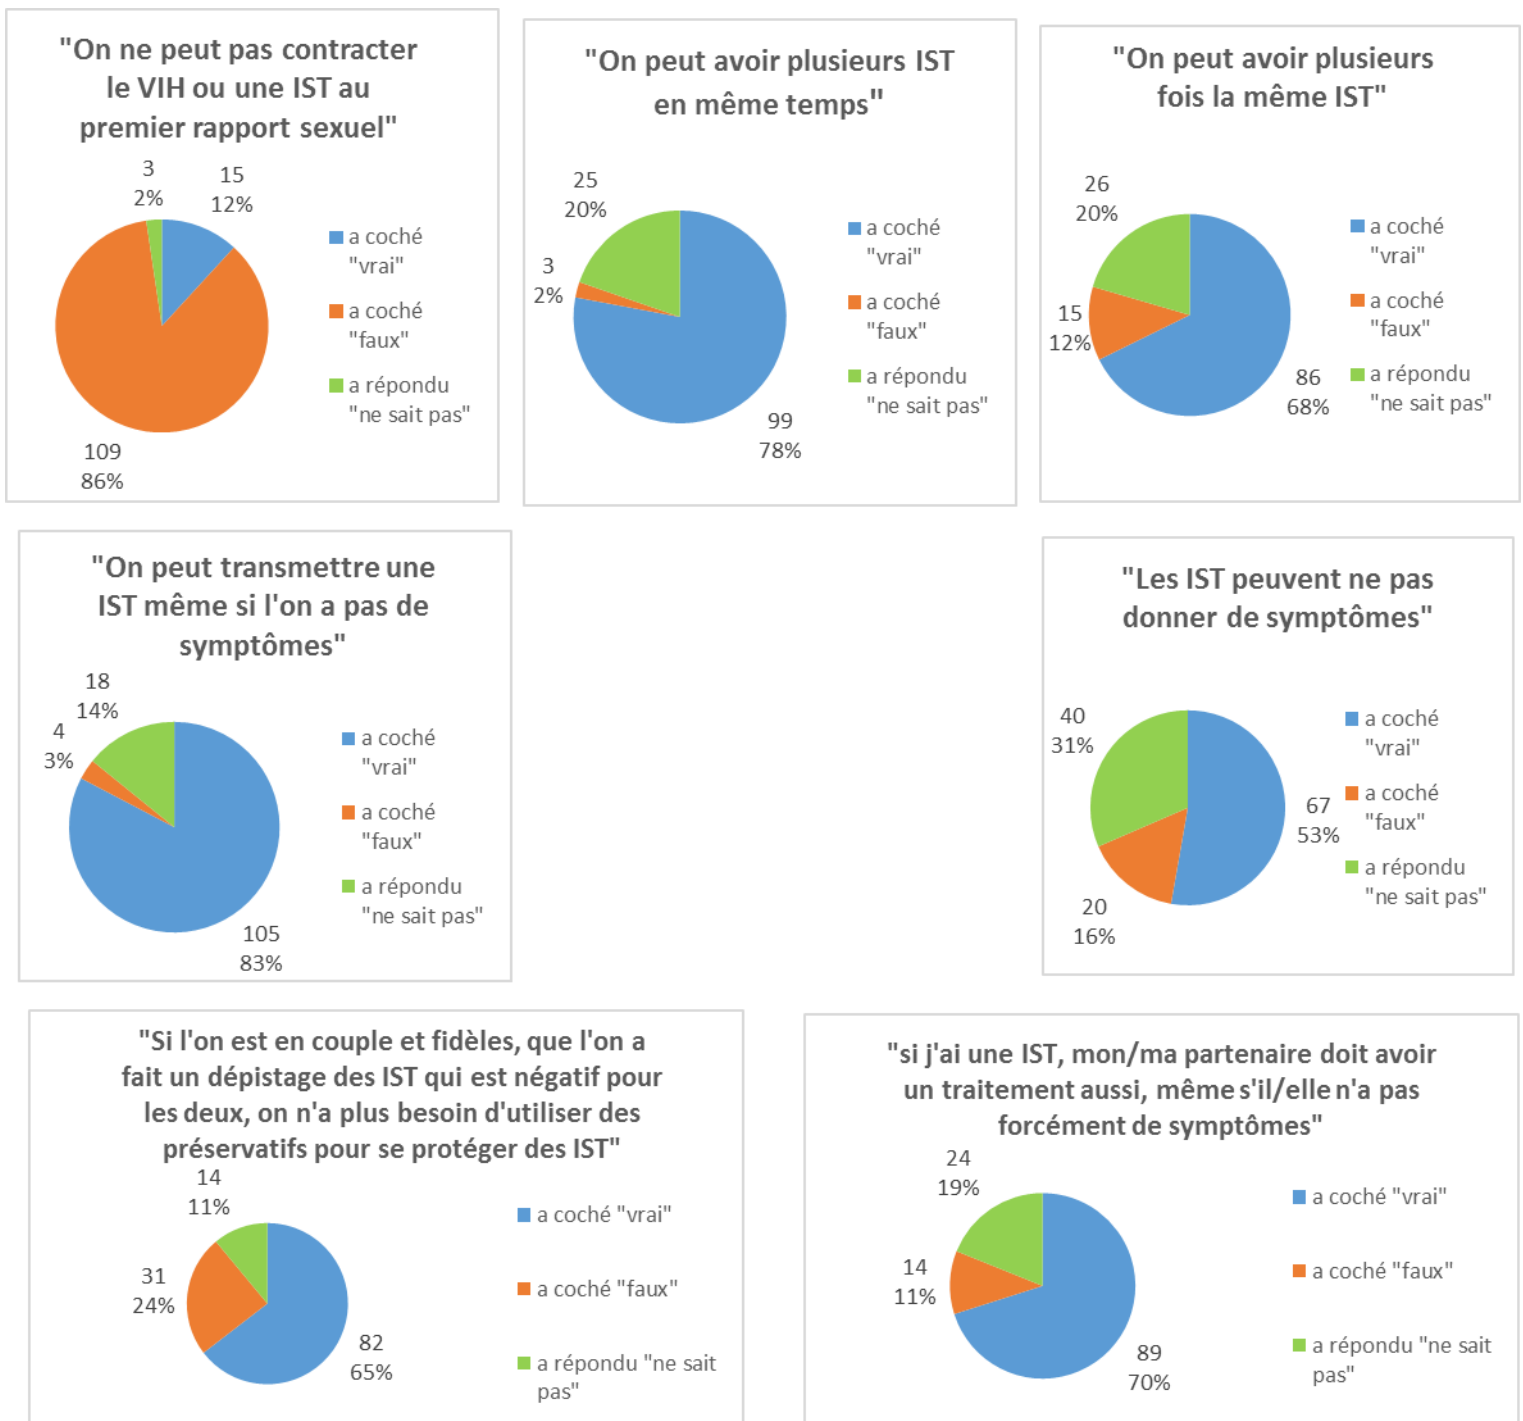 "On ne peut pas contracter
le VIH ou une IST au
premier rapport sexuel"
3
2%
15
12%
109
86%
a coché
"vrai"
a coché
"faux"
a répondu
"ne sait pas"
"On peut avoir plusieurs IST
en même temps"
25
20%
3
2%
99
78%
a coché
"vrai"
a coché
"faux"
a répondu
"ne sait pas"
"On peut avoir plusieurs
fois la même IST"
26
20%
15
12%
86
68%
a coché
"vrai"
a coché
"faux"
a répondu
"ne sait pas"
"On peut transmettre une
IST même si l'on a pas de
symptômes"
18
14%
4
3%
105
83%
a coché
"vrai"
a coché
"faux"
a répondu
"ne sait pas"
"Les IST peuvent ne pas
donner de symptômes"
40
31%
67
53%
20
16%
a coché
"vrai"
a coché
"faux"
a répondu
"ne sait pas"
"Si l'on est en couple et fidèles, que l'on a
fait un dépistage des IST qui est négatif pour
les deux, on n'a plus besoin d'utiliser des
préservatifs pour se protéger des IST"
14
11%
31
24%
82
65%
a coché "vrai"
a coché "faux"
a répondu "ne sait
pas"
"si j'ai une IST, mon/ma partenaire doit avoir
un traitement aussi, même s'il/elle n'a pas
forcément de symptômes"
24
19%
14
11%
89
70%
a coché "vrai"
a coché "faux"
a répondu "ne sait
pas"